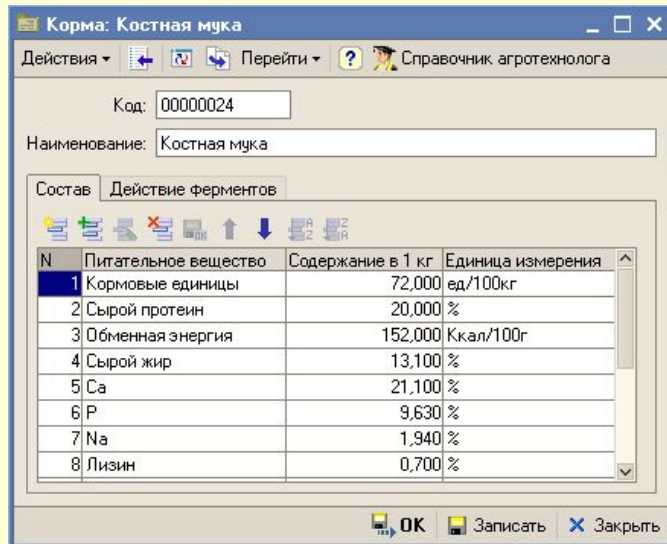 Корма: Костная мука
Действия Перейти ? Справочник агротехнолога
Код: 00000024
Наименование: Костная мука
Состав Действие ферментов
N Питательное вещество Содержание в 1 кг Единица измерения
1 Кормовые единицы 72,000 ед/100кг
2 Сырой протеин 20,000 %
3 Обменная энергия 152,000 Ккал/100г
4 Сырой жир 13,100 %
5 Ca 21,100 %
6 P 9,630 %
7 Na 1,940 %
8 Лизин 0,700 %
OK Записать Закрыть